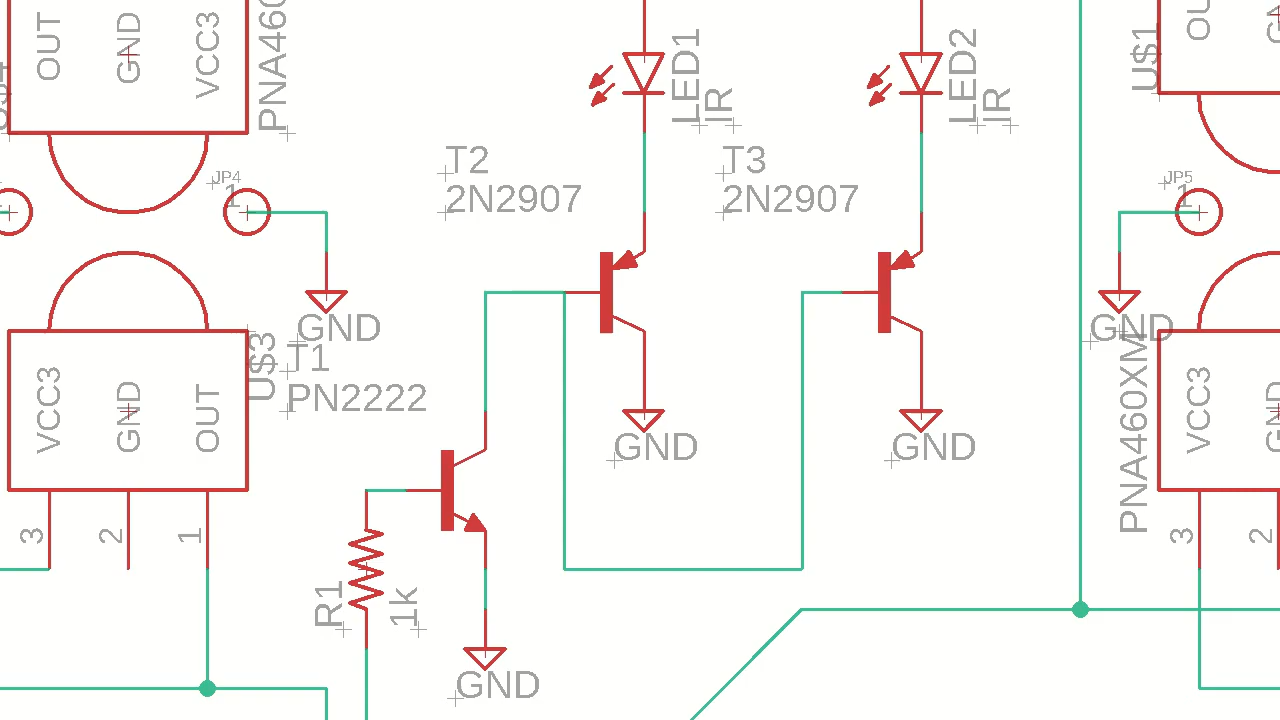 OUT
GND
VCC3
PNA460
LED1
IR
LED2
IR
U$1
T2
2N2907
T3
2N2907
JP4
1
JP5
1
GND
GND
U$3
T1
PN2222
VCC3
GND
OUT
PNA460XM
VCC3
GND
GND
3
2
1
3
2
R1
1k
GND